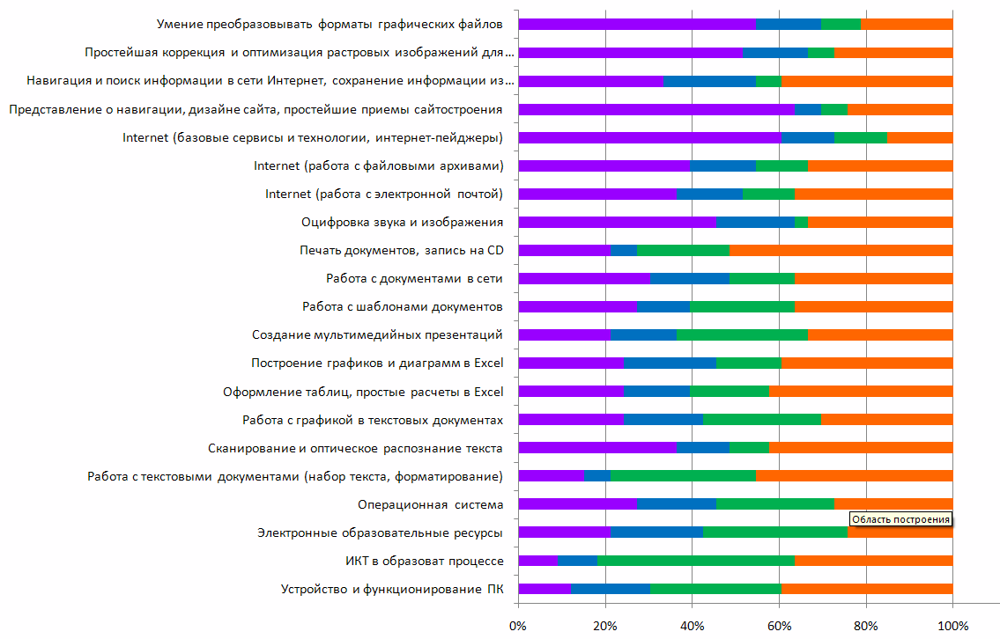 Умение преобразовывать форматы графических файлов
Простейшая коррекция и оптимизация растровых изображений для…
Навигация и поиск информации в сети Интернет, сохранение информации из…
Представление о навигации, дизайне сайта, простейшие приемы сайтостроения
Internet (базовые сервисы и технологии, интернет-пейджеры)
Internet (работа с файловыми архивами)
Internet (работа с электронной почтой)
Оцифровка звука и изображения
Печать документов, запись на CD
Работа с документами в сети
Работа с шаблонами документов
Создание мультимедийных презентаций
Построение графиков и диаграмм в Excel
Оформление таблиц, простые расчеты в Excel
Работа с графикой в текстовых документах
Сканирование и оптическое распознание текста
Работа с текстовыми документами (набор текста, форматирование)
Операционная система
Область построения
Электронные образовательные ресурсы
ИКТ в образоват процессе
Устройство и функционирование ПК
0% 20% 40% 60% 80% 100%